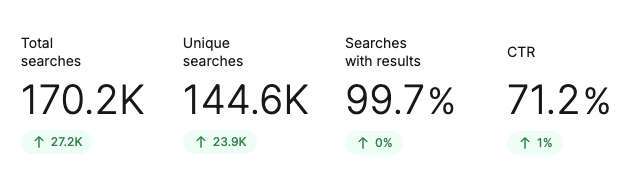 Total
searches
170.2K
↑ 27.2K
Unique
searches
144.6K
↑ 23.9K
Searches
with results
99.7%
↑ 0%
CTR
71.2%
↑ 1%